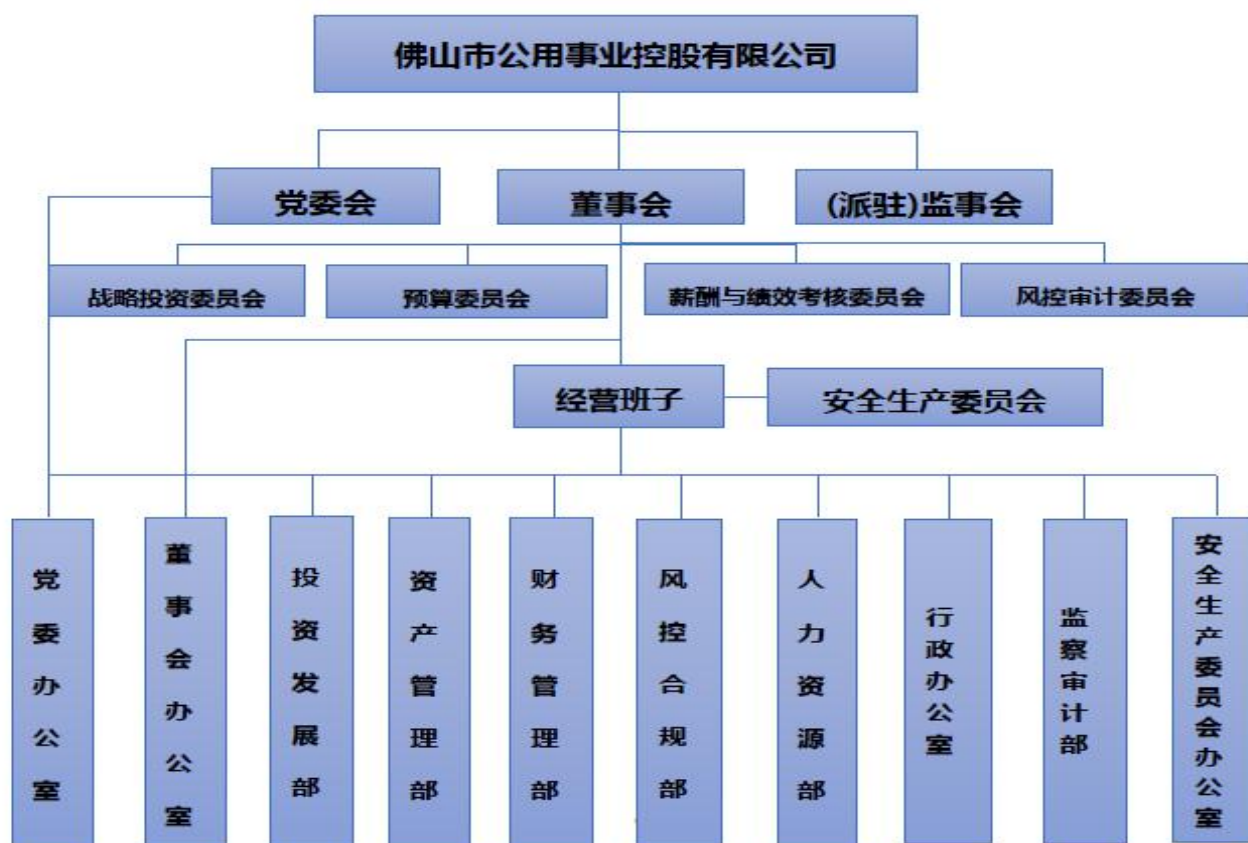 佛山市公用事业控股有限公司
党委会
董事会
(派驻)监事会
战略投资委员会
预算委员会
薪酬与绩效考核委员会
风控审计委员会
经营班子
安全生产委员会
党委办公室
董事会办公室
投资发展部
资产管理部
财务管理部
风控合规部
人力资源部
行政办公室
监察审计部
安全生产委员会办公室